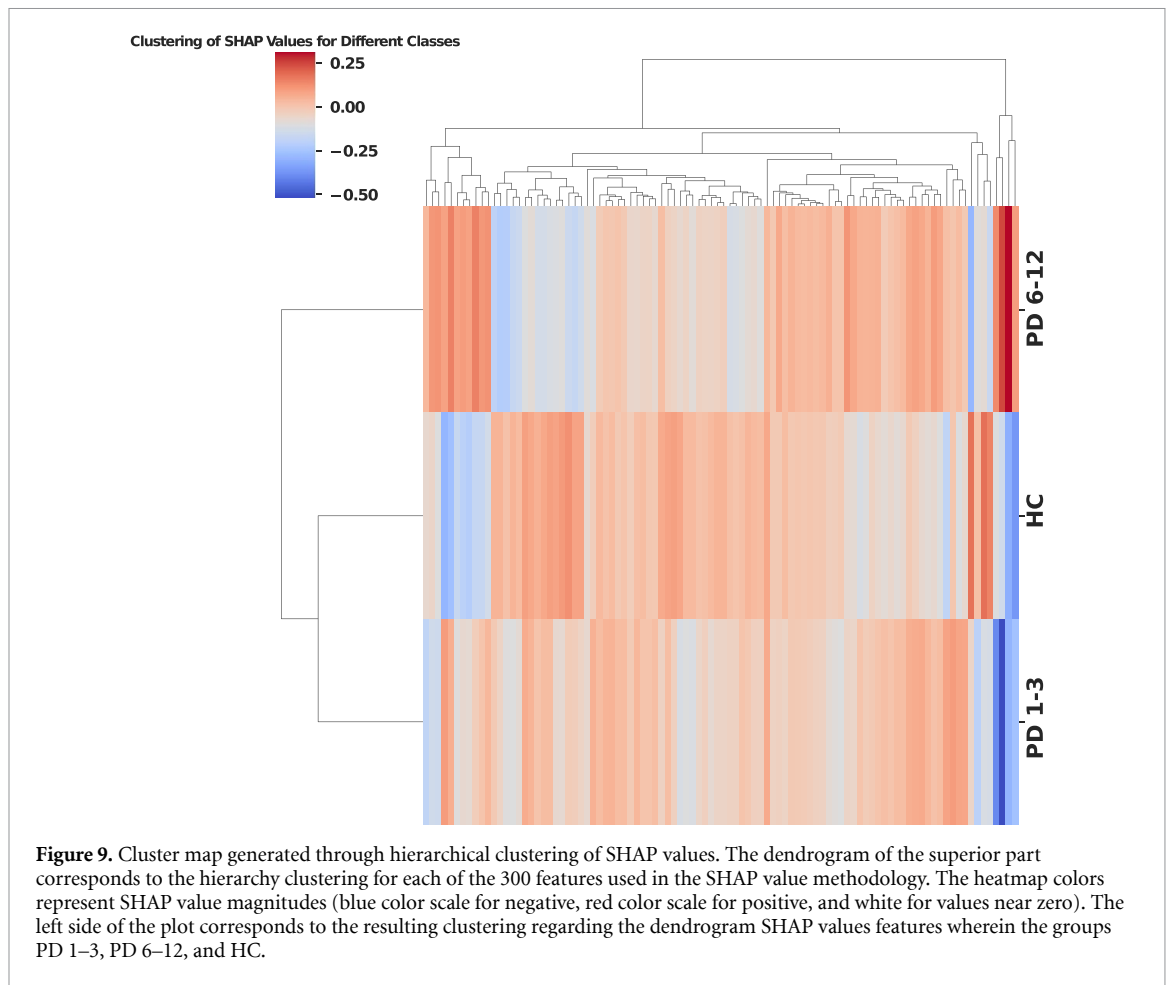 Clustering of SHAP Values for Different Classes
0.25
0.00
−0.25
−0.50
PD 6-12
HC
PD 1-3
Figure 9. Cluster map generated through hierarchical clustering of SHAP values. The dendrogram of the superior part
corresponds to the hierarchy clustering for each of the 300 features used in the SHAP value methodology. The heatmap colors
represent SHAP value magnitudes (blue color scale for negative, red color scale for positive, and white for values near zero). The
left side of the plot corresponds to the resulting clustering regarding the dendrogram SHAP values features wherein the groups
PD 1–3, PD 6–12, and HC.